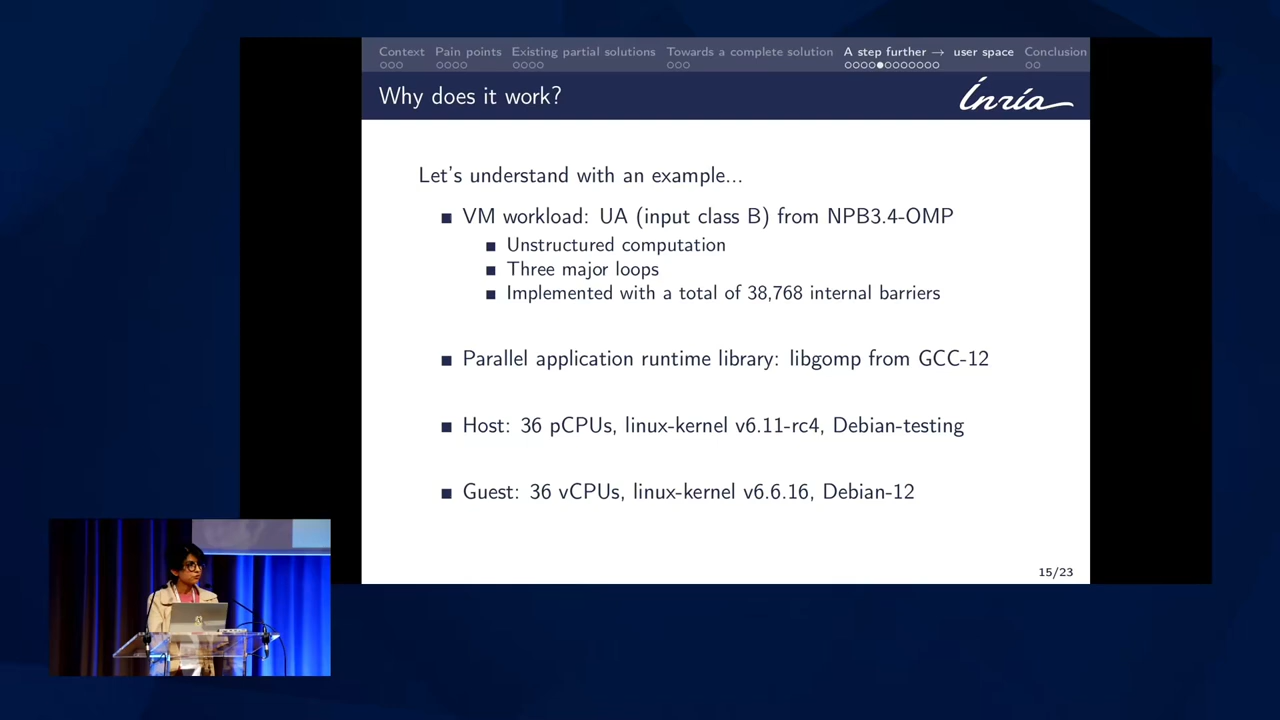 Context Pain points Existing partial solutions Towards a complete solution A step further → user space Conclusion
Why does it work?
Inria
Let's understand with an example...
VM workload: UA (input class B) from NPB3.4-OMP
Unstructured computation
Three major loops
Implemented with a total of 38,768 internal barriers
Parallel application runtime library: libgomp from GCC-12
Host: 36 pCPUs, linux-kernel v6.11-rc4, Debian-testing
Guest: 36 vCPUs, linux-kernel v6.6.16, Debian-12
15/23